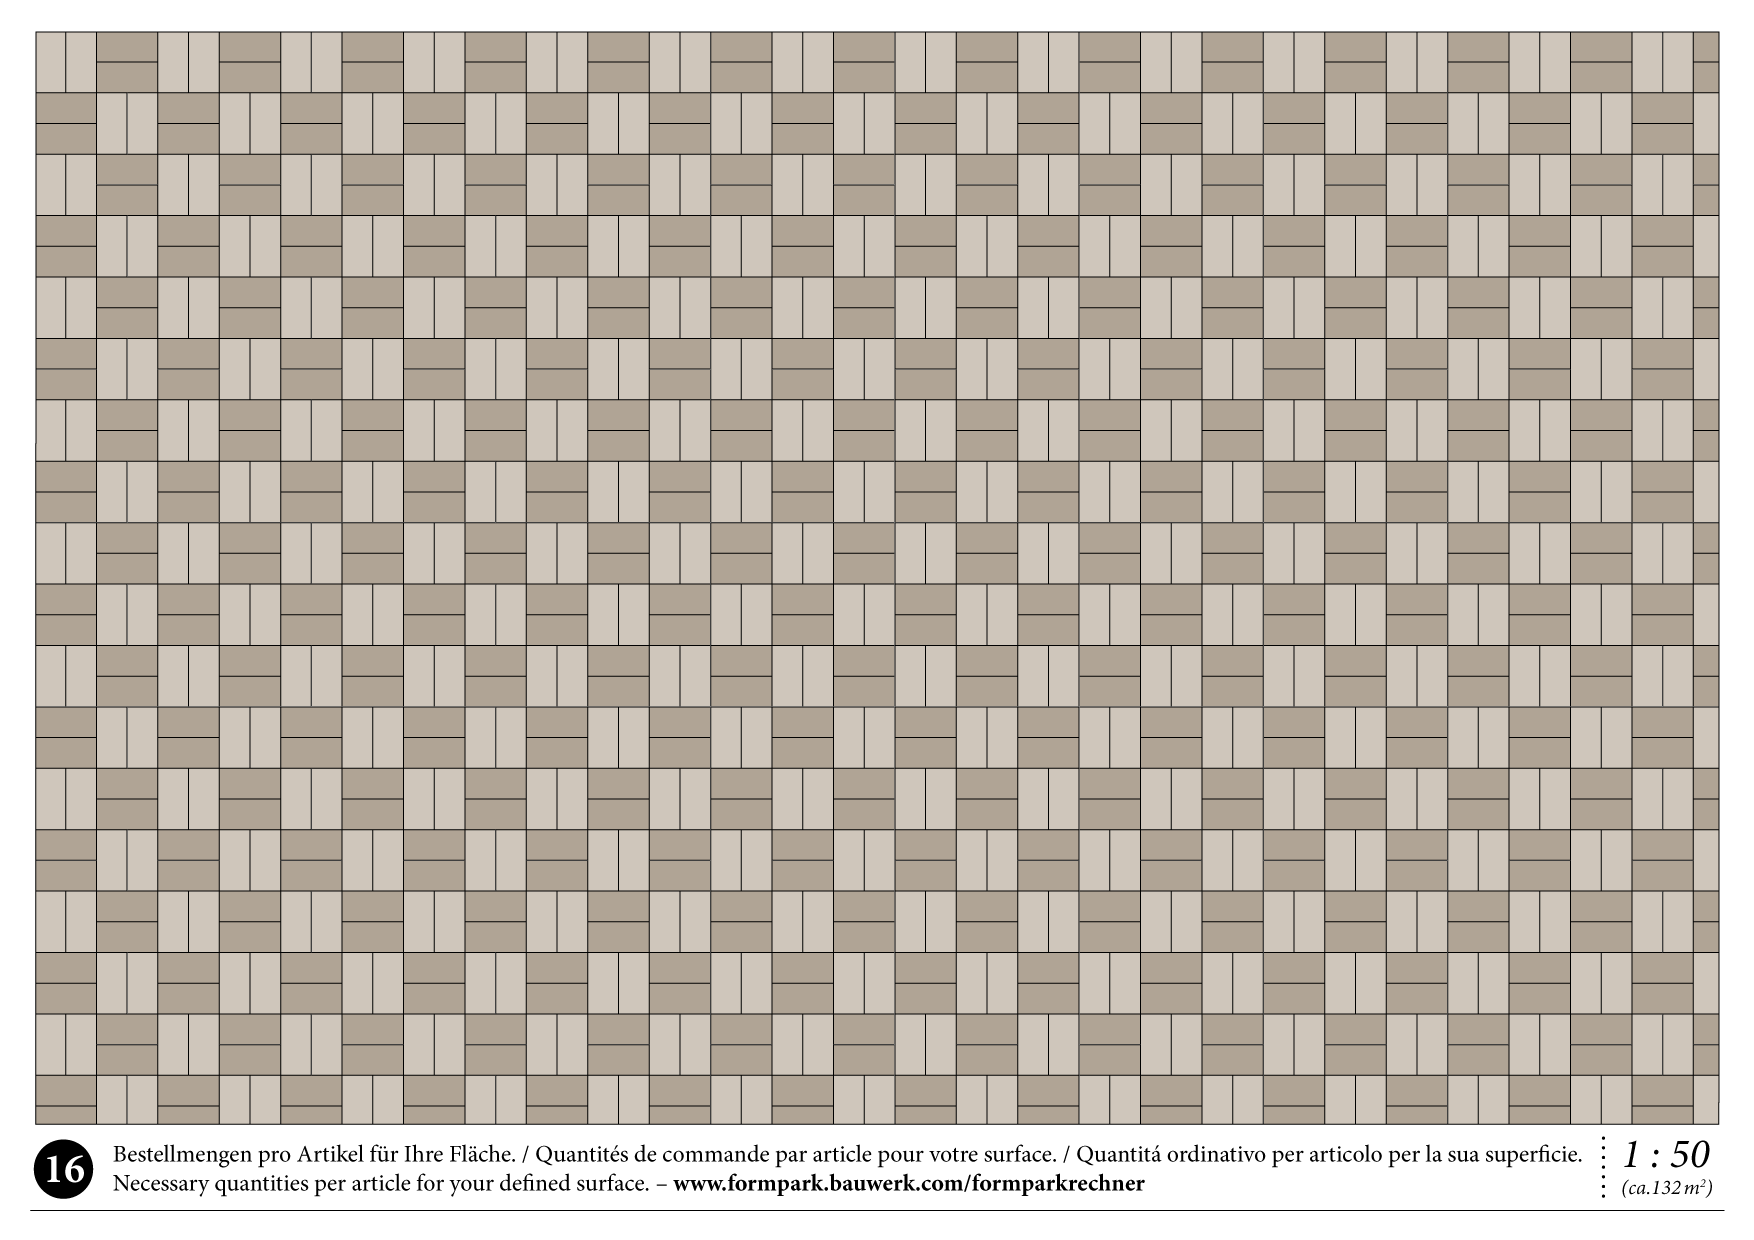 16
Bestellmengen pro Artikel für Ihre Fläche. / Quantités de commande par article pour votre surface. / Quantitá ordinativo per articolo per la sua superficie.
Necessary quantities per article for your defined surface. – www.formpark.bauwerk.com/formparkrechner
1 : 50
(ca.132 m²)